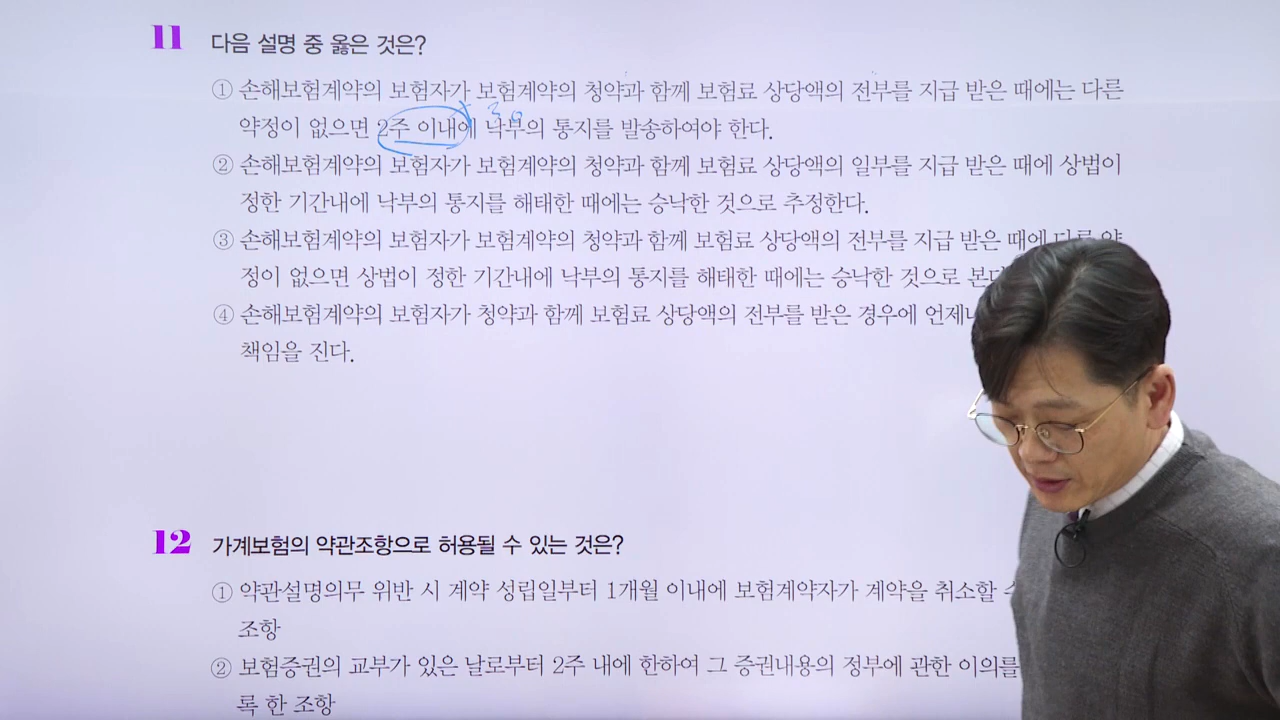 11 다음 설명 중 옳은 것은?
① 손해보험계약의 보험자가 보험계약의 청약과 함께 보험료 상당액의 전부를 지급 받은 때에는 다른
30
약정이 없으면 2주 이내에 낙부의 통지를 발송하여야 한다.
② 손해보험계약의 보험자가 보험계약의 청약과 함께 보험료 상당액의 일부를 지급 받은 때에 상법이
정한 기간내에 낙부의 통지를 해태한 때에는 승낙한 것으로 추정한다.
③ 손해보험계약의 보험자가 보험계약의 청약과 함께 보험료 상당액의 전부를 지급 받은 때에 다른 약
정이 없으면 상법이 정한 기간내에 낙부의 통지를 해태한 때에는 승낙한 것으로 본다
④ 손해보험계약의 보험자가 청약과 함께 보험료 상당액의 전부를 받은 경우에
책임을 진다.
12 가계보험의 약관조항으로 허용될 수 있는 것은?
① 약관설명의무 위반 시 계약 성립일부터 1개월 이내에 보험계약자가 계약을 취소할
조항
② 보험증권의 교부가 있은 날로부터 2주 내에 한하여 그 증권내용의 정부에 관한 이의를
록 한 조항